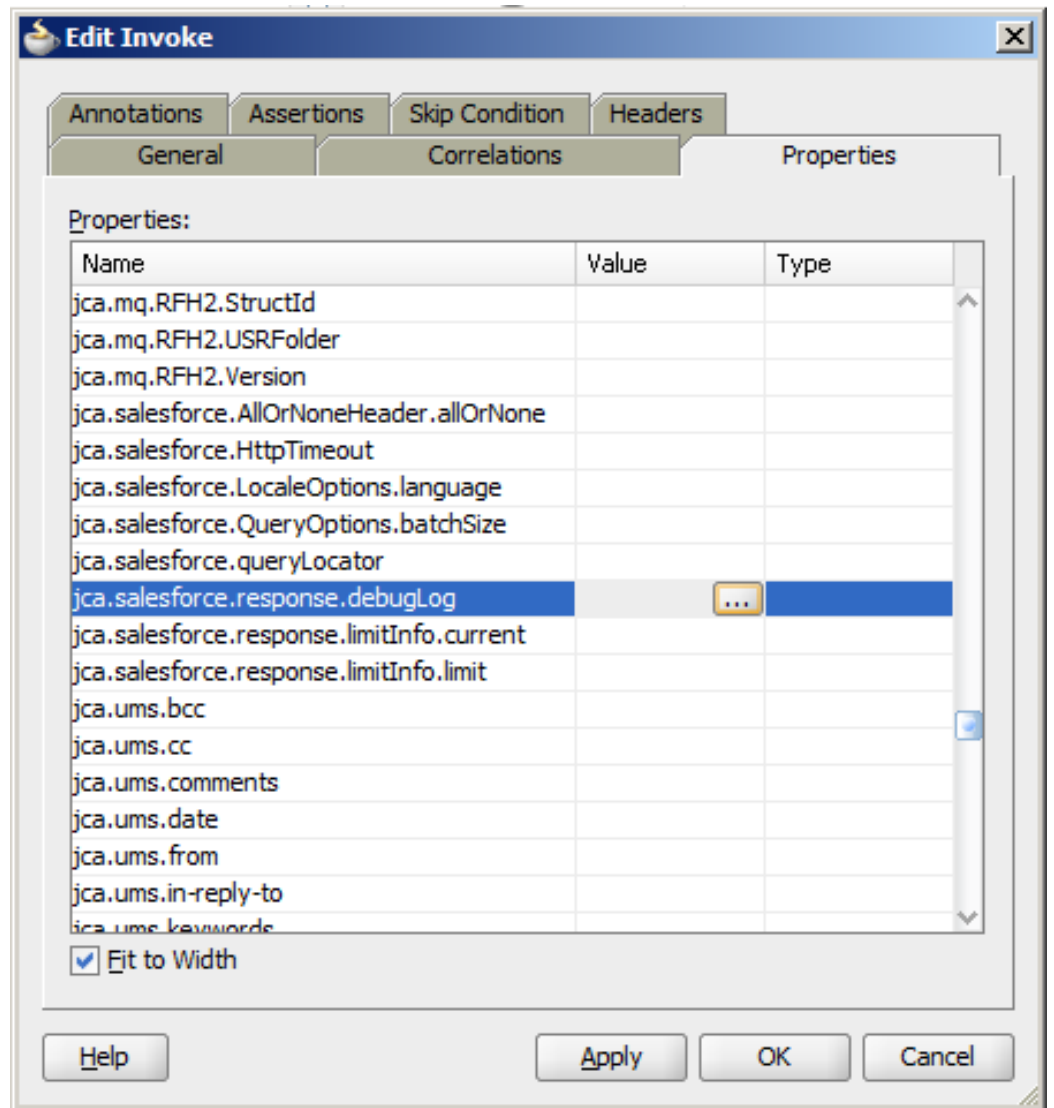 Edit Invoke
Annotations Assertions Skip Condition Headers
General Correlations Properties
Properties:
Name Value Type
jca.mq.RFH2.StructId
jca.mq.RFH2.USRFolder
jca.mq.RFH2.Version
jca.salesforce.AllOrNoneHeader.allOrNone
jca.salesforce.HttpTimeout
jca.salesforce.LocaleOptions.language
jca.salesforce.QueryOptions.batchSize
jca.salesforce.queryLocator
jca.salesforce.response.debugLog ...
jca.salesforce.response.limitInfo.current
jca.salesforce.response.limitInfo.limit
jca.ums.bcc
jca.ums.cc
jca.ums.comments
jca.ums.date
jca.ums.from
jca.ums.in-reply-to
jca.ums.keywords
Fit to Width
Help Apply OK Cancel